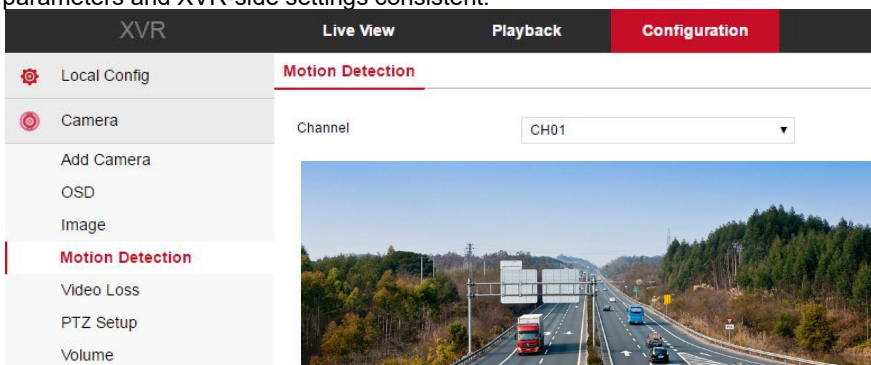 parameters and XVR-side settings consistent.
XVR Live View Playback Configuration
Local Config
Motion Detection
Camera
Channel CH01
Add Camera
OSD
Image
Motion Detection
Video Loss
PTZ Setup
Volume